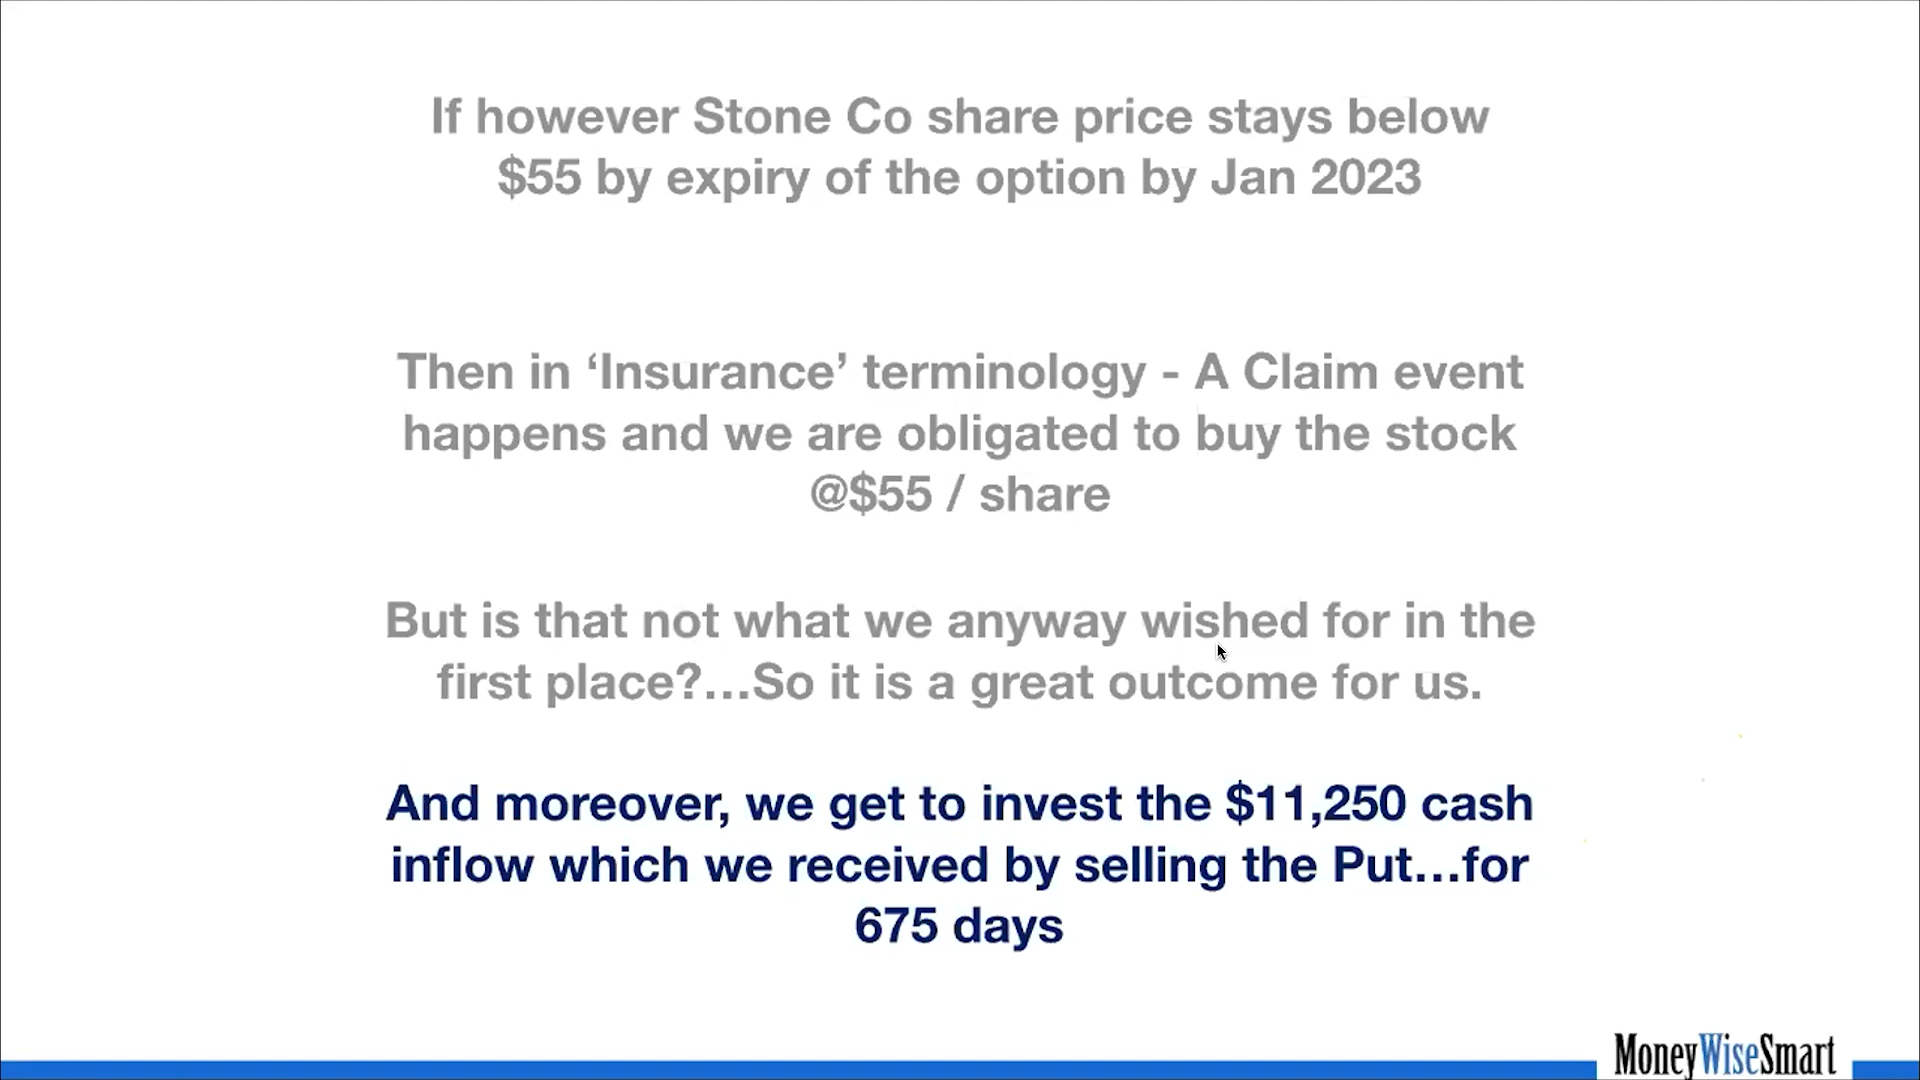 If however Stone Co share price stays below
$55 by expiry of the option by Jan 2023
Then in ‘Insurance’ terminology - A Claim event
happens and we are obligated to buy the stock
@$55 / share
But is that not what we anyway wished for in the
first place?...So it is a great outcome for us.
And moreover, we get to invest the $11,250 cash
inflow which we received by selling the Put...for
675 days
MoneyWiseSmart